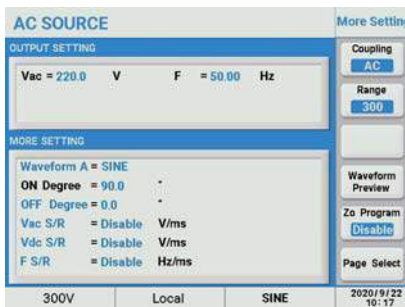 AC SOURCE
More Settin
OUTPUT SETTING
Vac = 220.0 V F = 50.00 Hz
MORE SETTING
Waveform A = SINE
ON Degree = 90.0 °
OFF Degree = 0.0 °
Vac S/R = Disable V/ms
Vdc S/R = Disable V/ms
F S/R = Disable Hz/ms
Coupling
AC
Range
300
Waveform
Preview
Zo Program
Disable
Page Select
300V Local SINE
2020/9/22
10:17